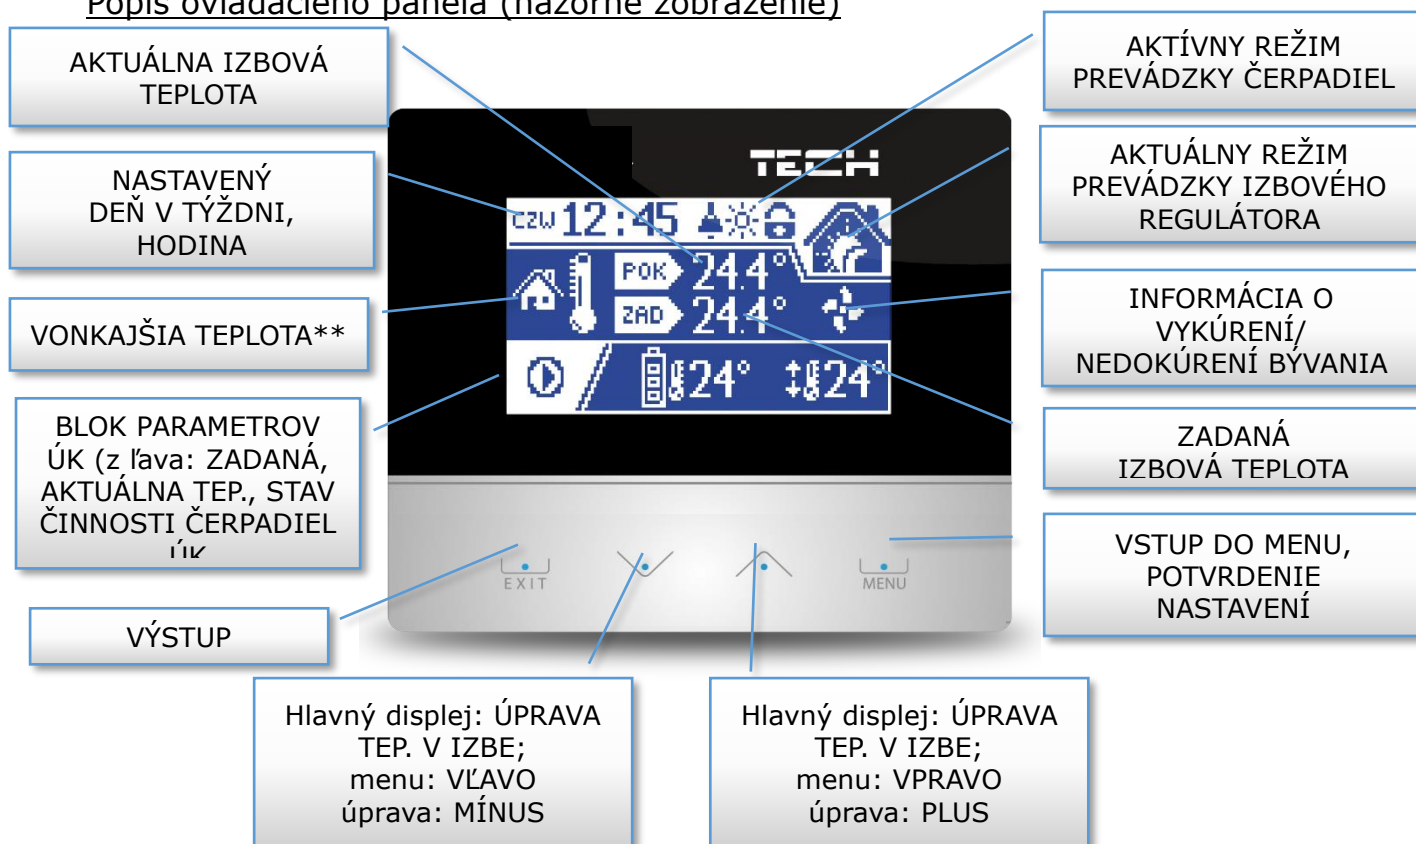 Popis ovládacieho panela (názorné zobrazenie)
AKTUÁLNA IZBOVÁ
TEPLOTA
NASTAVENÝ
DEŇ V TÝŽDNI,
HODINA
VONKAJŠIA TEPLOTA**
BLOK PARAMETROV
ÚK (z ľava: ZADANÁ,
AKTUÁLNA TEP., STAV
ČINNOSTI ČERPADIEL
ÚK
VÝSTUP
TECH
CZW 12:45
POK 24.4°
ZAD 24.4°
24° 24°
EXIT
MENU
AKTÍVNY REŽIM
PREVÁDZKY ČERPADIEL
AKTUÁLNY REŽIM
PREVÁDZKY IZBOVÉHO
REGULÁTORA
INFORMÁCIA O
VYKÚRENÍ/
NEDOKÚRENÍ BÝVANIA
ZADANÁ
IZBOVÁ TEPLOTA
VSTUP DO MENU,
POTVRDENIE
NASTAVENÍ
Hlavný displej: ÚPRAVA
TEP. V IZBE;
menu: VĽAVO
úprava: MÍNUS
Hlavný displej: ÚPRAVA
TEP. V IZBE;
menu: VPRAVO
úprava: PLUS